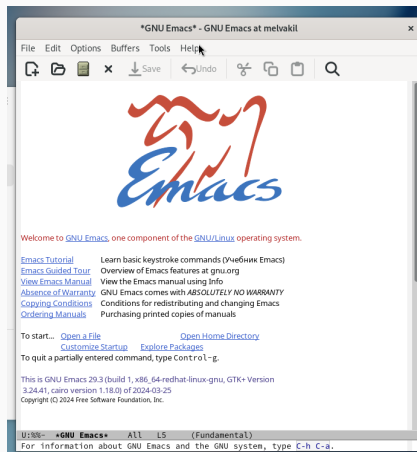 *GNU Emacs* - GNU Emacs at melvakil ×
File Edit Options Buffers Tools Help
Save Undo
Emacs
Welcome to GNU Emacs, one component of the GNU/Linux operating system.
Emacs Tutorial Learn basic keystroke commands (Учебник Emacs)
Emacs Guided Tour Overview of Emacs features at gnu.org
View Emacs Manual View the Emacs manual using Info
Absence of Warranty GNU Emacs comes with ABSOLUTELY NO WARRANTY
Copying Conditions Conditions for redistributing and changing Emacs
Ordering Manuals Purchasing printed copies of manuals
To start... Open a File Open Home Directory
Customize Startup Explore Packages
To quit a partially entered command, type Control-g.
This is GNU Emacs 29.3 (build 1, x86_64-redhat-linux-gnu, GTK+ Version
3.24.41, cairo version 1.18.0) of 2024-03-25
Copyright (C) 2024 Free Software Foundation, Inc.
U:%%- *GNU Emacs* All L5 (Fundamental)
For information about GNU Emacs and the GNU system, type C-h C-a.